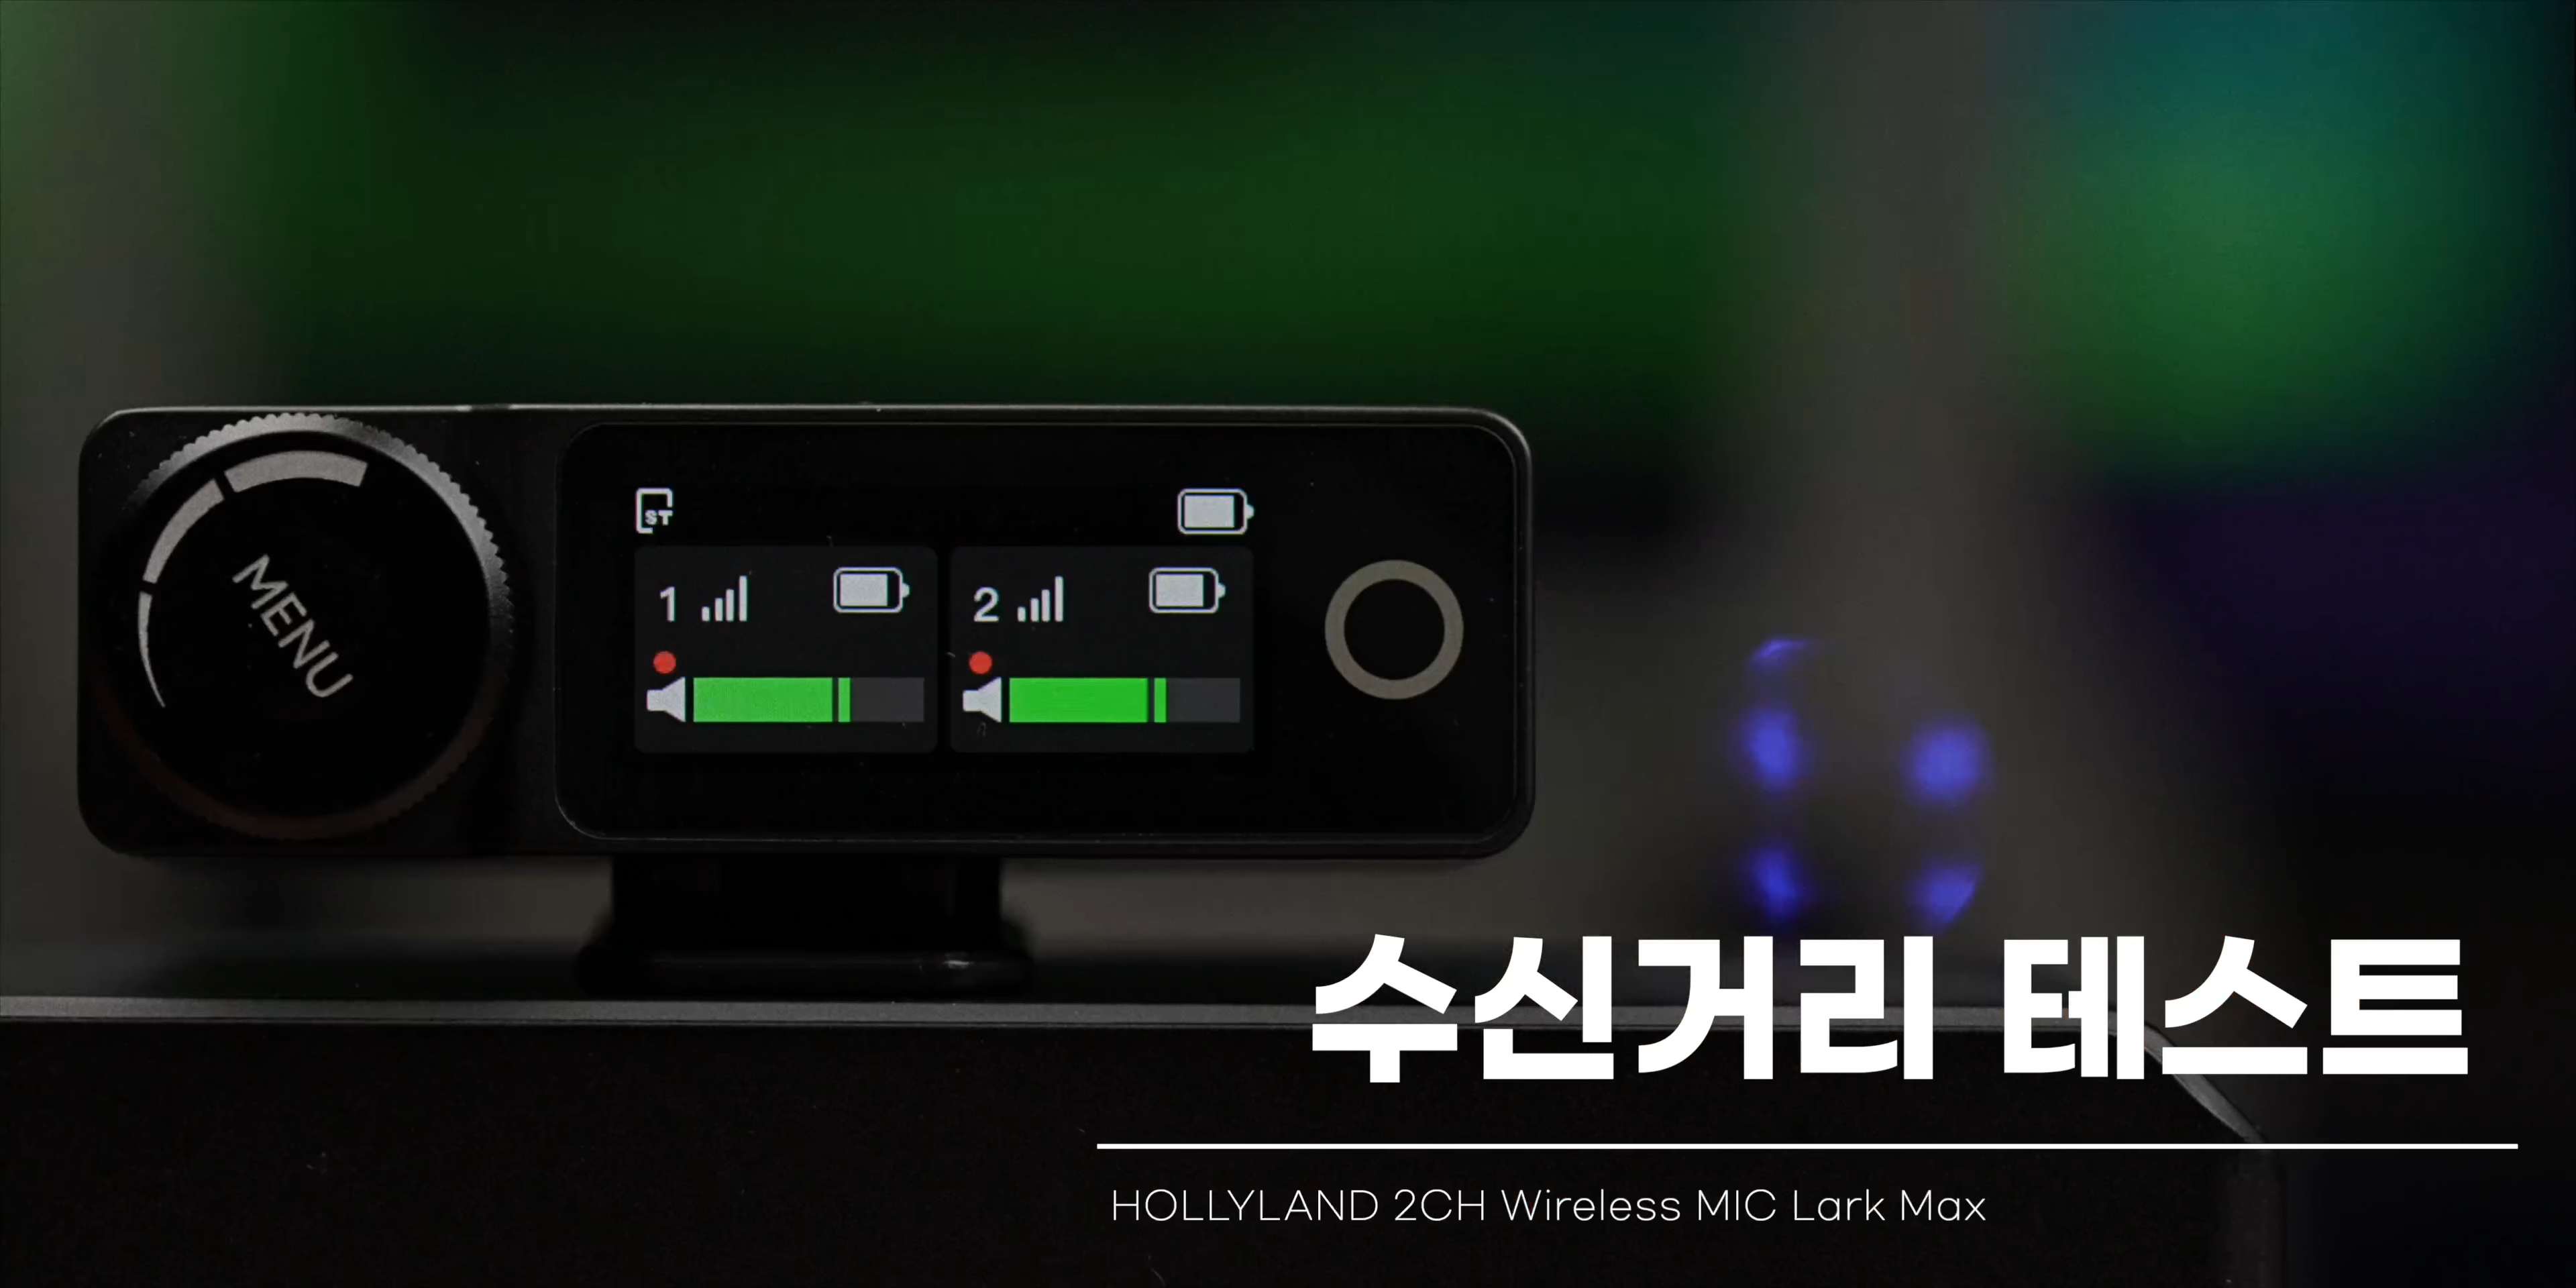 MENU
ST
1
2
수신거리 테스트
HOLLYLAND 2CH Wireless MIC Lark Max